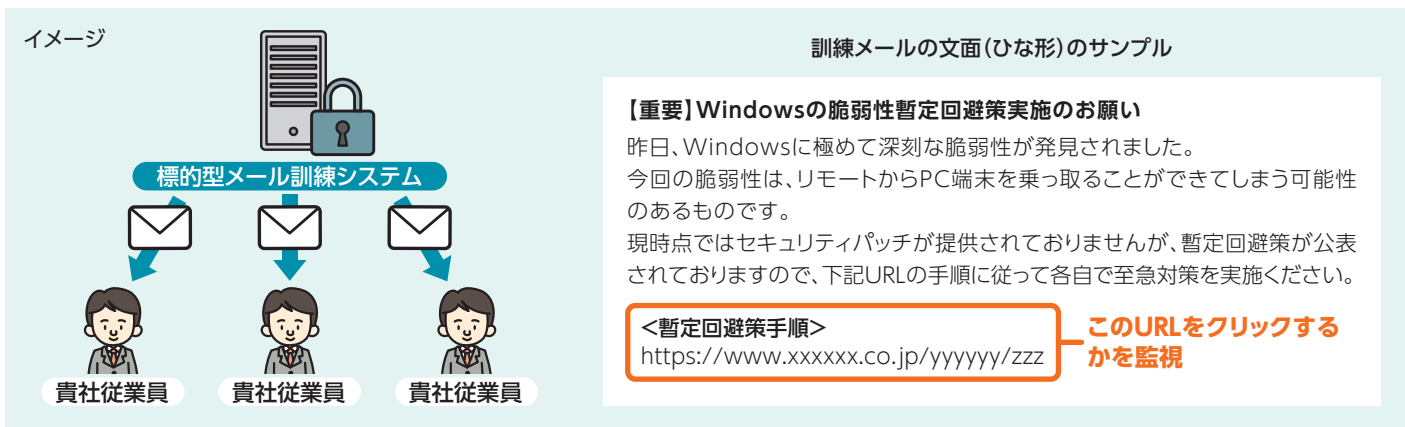 イメージ
標的型メール訓練システム
貴社従業員
貴社従業員
貴社従業員
訓練メールの文面(ひな形)のサンプル
【重要】Windowsの脆弱性暫定回避策実施のお願い
昨日、Windowsに極めて深刻な脆弱性が発見されました。
今回の脆弱性は、リモートからPC端末を乗っ取ることができてしまう可能性
のあるものです。
現時点ではセキュリティパッチが提供されておりませんが、暫定回避策が公表
されておりますので、下記URLの手順に従って各自で至急対策を実施ください。
<暫定回避策手順>
https://www.xxxxxx.co.jp/yyyyyy/zzz
このURLをクリックする
かを監視